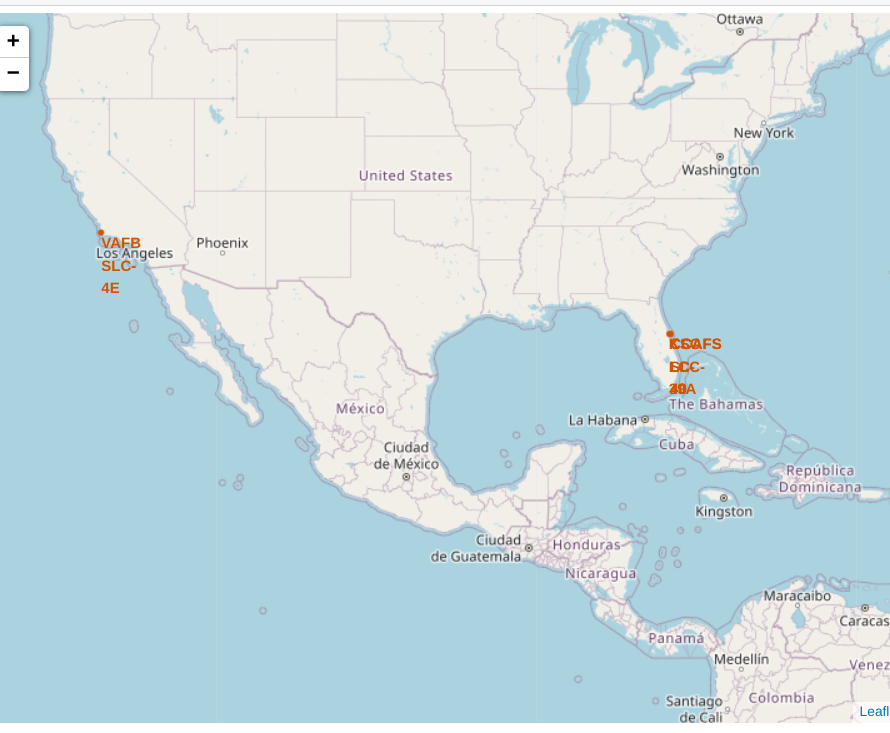 +
−
Ottawa
New York
Washington
United States
VAFB
SLC-
4E
Los Angeles
Phoenix
The Bahamas
México
La Habana
Cuba
Ciudad
de México
República
Dominicana
Kingston
Ciudad
de Guatemala
Honduras
Nicaragua
Maracaibo
Caracas
Panamá
Medellín
Venez
Colombia
Santiago
de Cali
Leafl